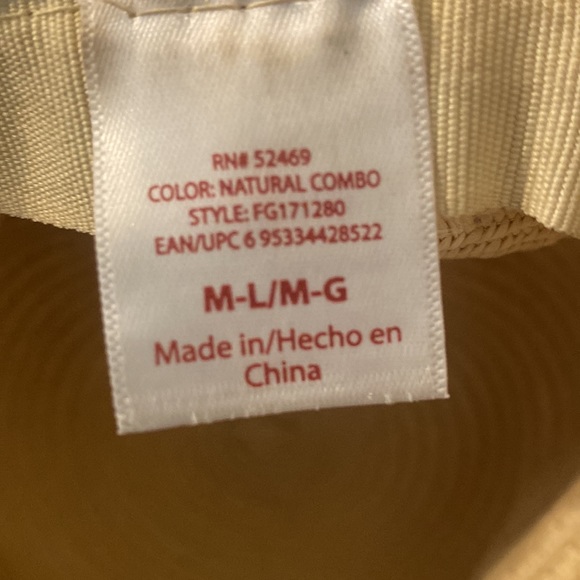 RN# 52469
COLOR: NATURAL COMBO
STYLE: FG171280
EAN/UPC 6 95334428522
M-L/M-G
Made in/Hecho en
China